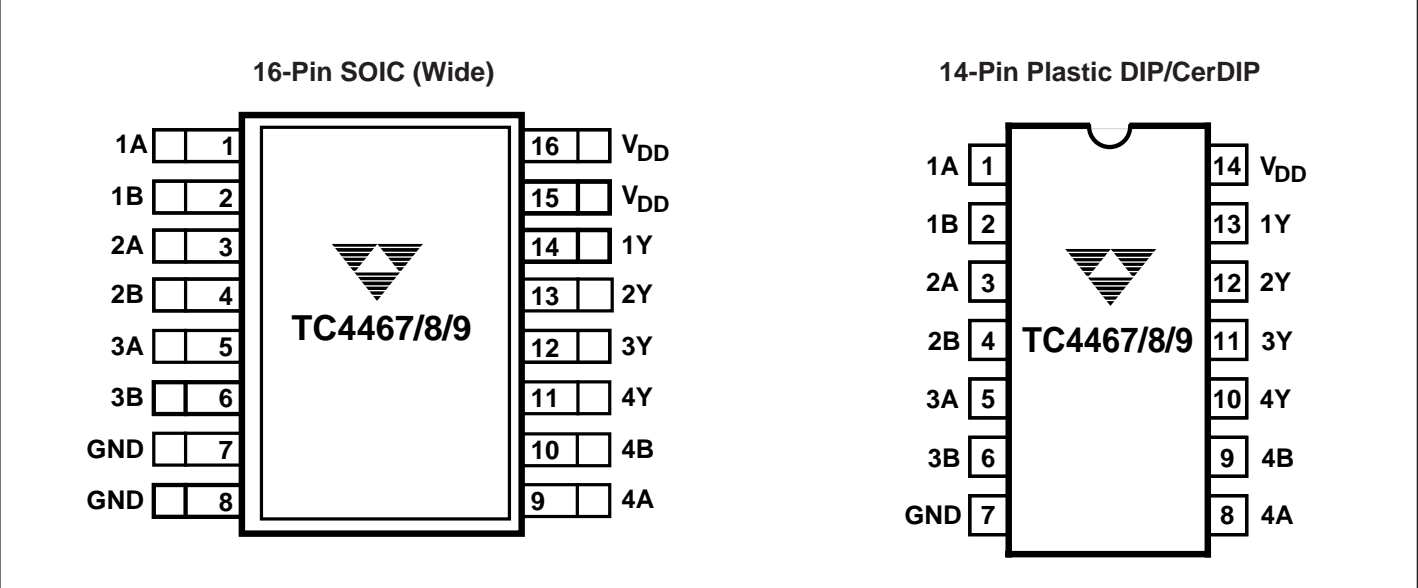 16-Pin SOIC (Wide)
1A 1 16 VDD
1B 2 15 VDD
2A 3 14 1Y
2B 4 13 2Y
TC4467/8/9
3A 5 12 3Y
3B 6 11 4Y
GND 7 10 4B
GND 8 9 4A
14-Pin Plastic DIP/CerDIP
1A 1 14 VDD
1B 2 13 1Y
2A 3 12 2Y
2B 4 TC4467/8/9 11 3Y
3A 5 10 4Y
3B 6 9 4B
GND 7 8 4A